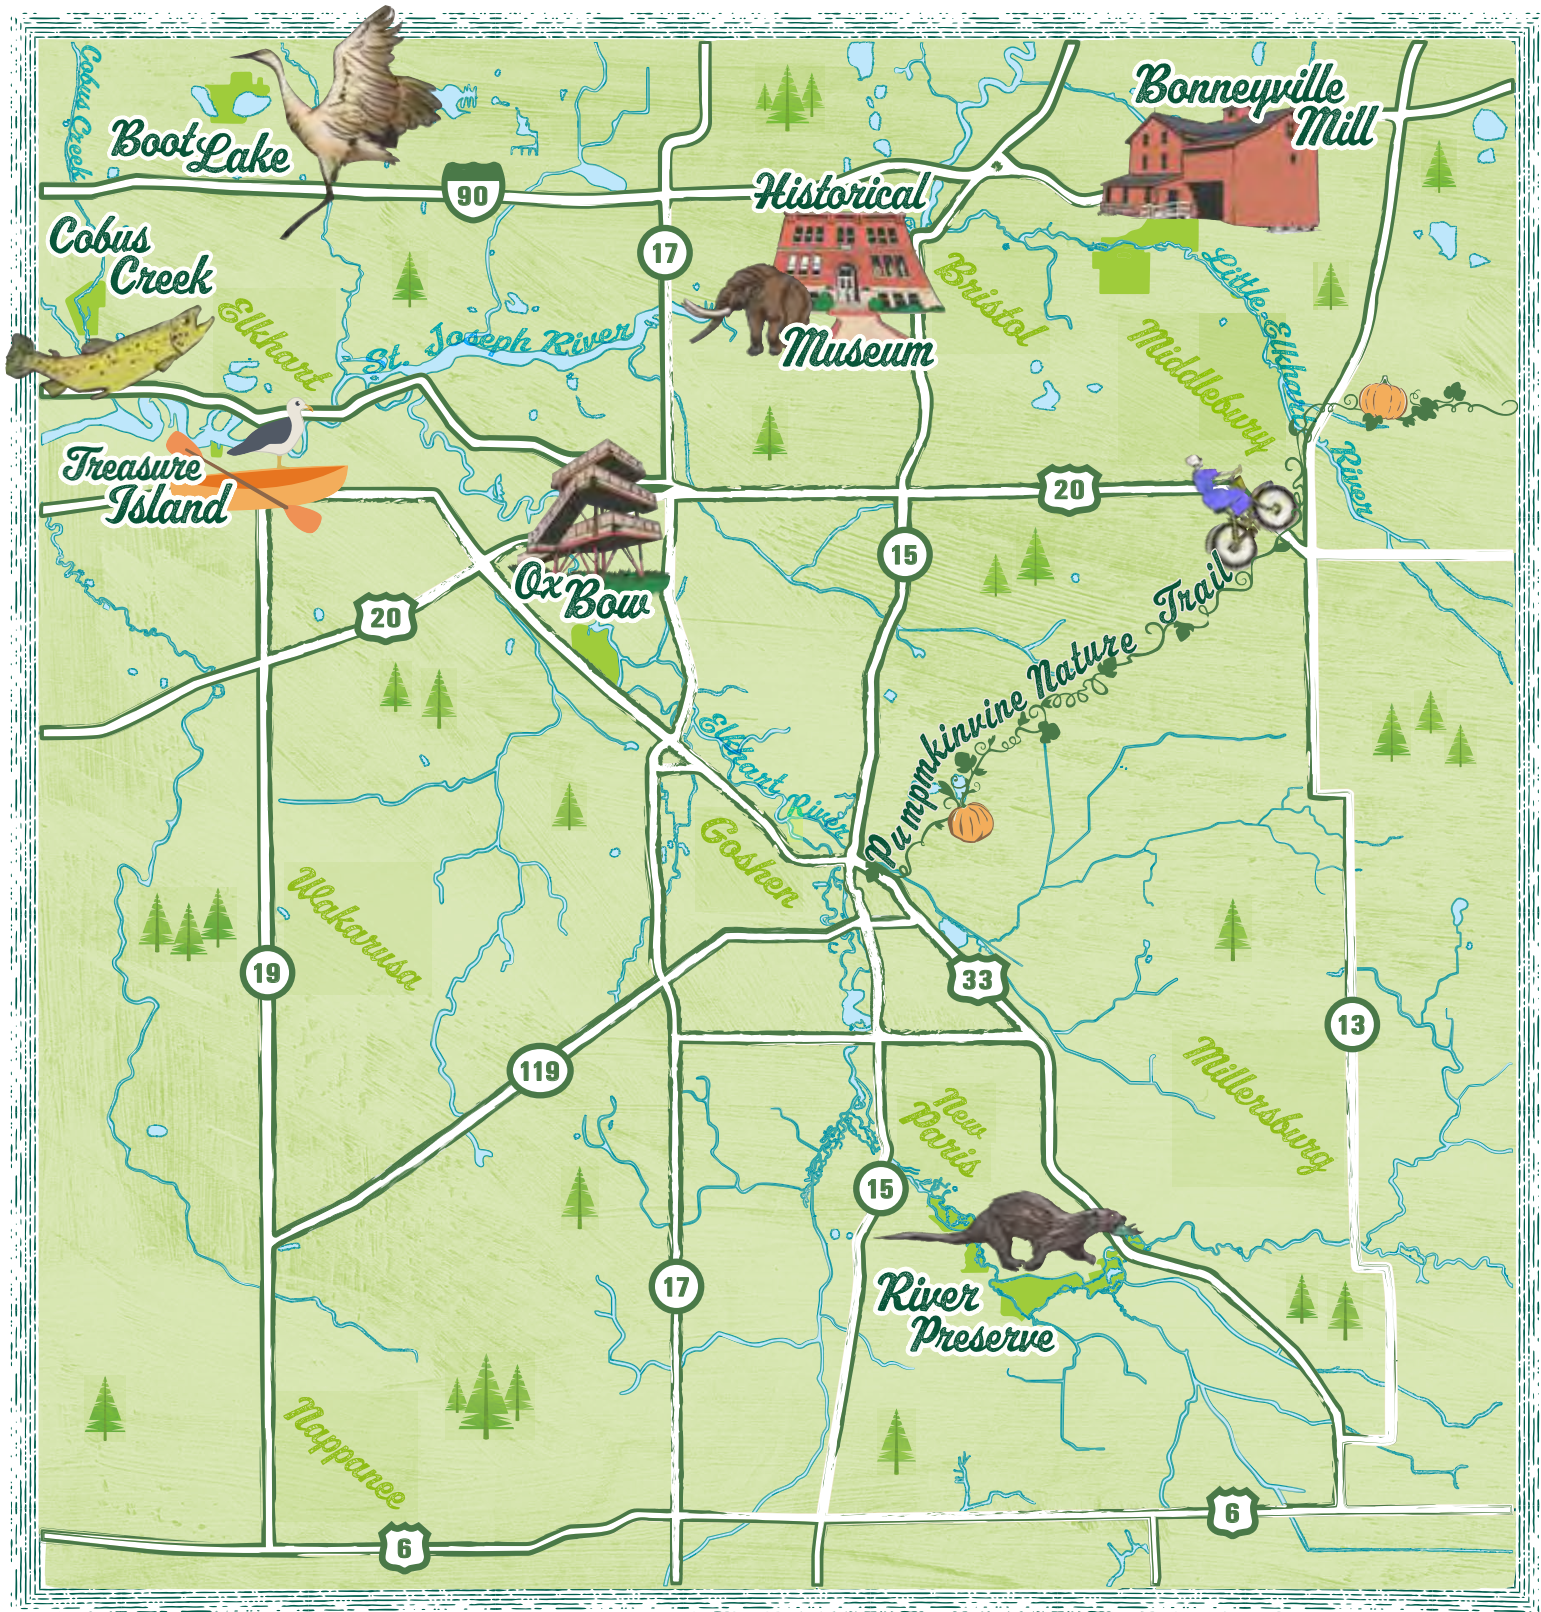 Cobus Creek
Boot Lake
90
Bonneyville
Mill
Historical
Museum
Cobus
Creek
17
Elkhart
St. Joseph River
Bristol
Little Elkhart
River
Middlebury
Treasure
Island
20
15
Ox Bow
20
Pumpmkinvine Nature Trail
Elkhart River
Goshen
Wakarusa
19
33
13
119
Millersburg
New
Paris
15
17
River
Preserve
Nappanee
6
6